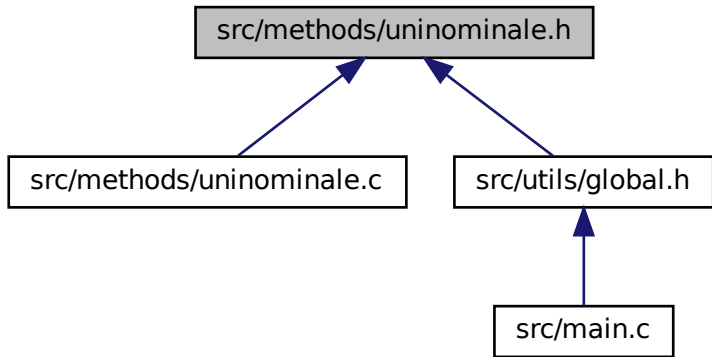 src/methods/uninominale.h
src/methods/uninominale.c
src/utils/global.h
src/main.c